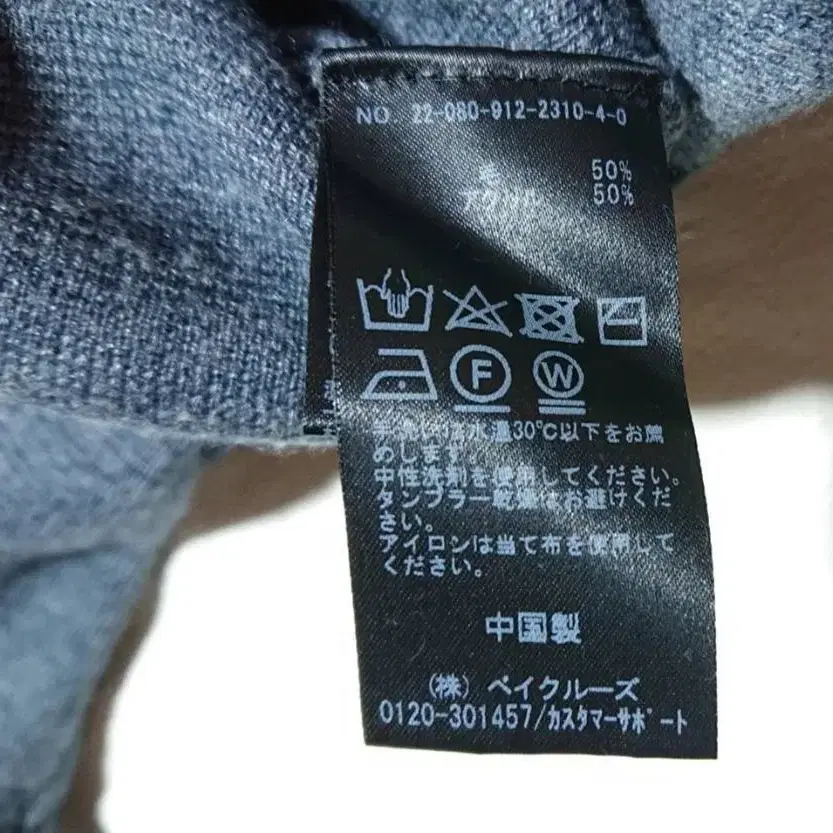 NO 22-080-912-2310-4-0
50%
アクリル 50%
F W
手洗いは水温30℃以下をお薦
めします。
中性洗剤を使用してください。
タンブラー乾燥はお避けくだ
さい。
アイロンは当て布を使用して
ください。
中国製
(株) ベイクルーズ
0120-301457/カスタマーサポート